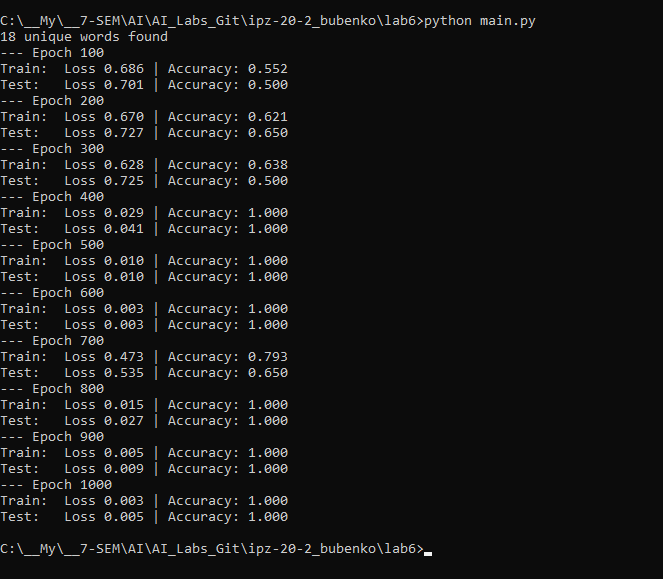 C:\__My\__7-SEM\AI\AI_Labs_Git\ipz-20-2_bubenko\lab6>python main.py
18 unique words found
--- Epoch 100
Train:  Loss 0.686 | Accuracy: 0.552
Test:   Loss 0.701 | Accuracy: 0.500
--- Epoch 200
Train:  Loss 0.670 | Accuracy: 0.621
Test:   Loss 0.727 | Accuracy: 0.650
--- Epoch 300
Train:  Loss 0.628 | Accuracy: 0.638
Test:   Loss 0.725 | Accuracy: 0.500
--- Epoch 400
Train:  Loss 0.029 | Accuracy: 1.000
Test:   Loss 0.041 | Accuracy: 1.000
--- Epoch 500
Train:  Loss 0.010 | Accuracy: 1.000
Test:   Loss 0.010 | Accuracy: 1.000
--- Epoch 600
Train:  Loss 0.003 | Accuracy: 1.000
Test:   Loss 0.003 | Accuracy: 1.000
--- Epoch 700
Train:  Loss 0.473 | Accuracy: 0.793
Test:   Loss 0.535 | Accuracy: 0.650
--- Epoch 800
Train:  Loss 0.015 | Accuracy: 1.000
Test:   Loss 0.027 | Accuracy: 1.000
--- Epoch 900
Train:  Loss 0.005 | Accuracy: 1.000
Test:   Loss 0.009 | Accuracy: 1.000
--- Epoch 1000
Train:  Loss 0.003 | Accuracy: 1.000
Test:   Loss 0.005 | Accuracy: 1.000
C:\__My\__7-SEM\AI\AI_Labs_Git\ipz-20-2_bubenko\lab6>